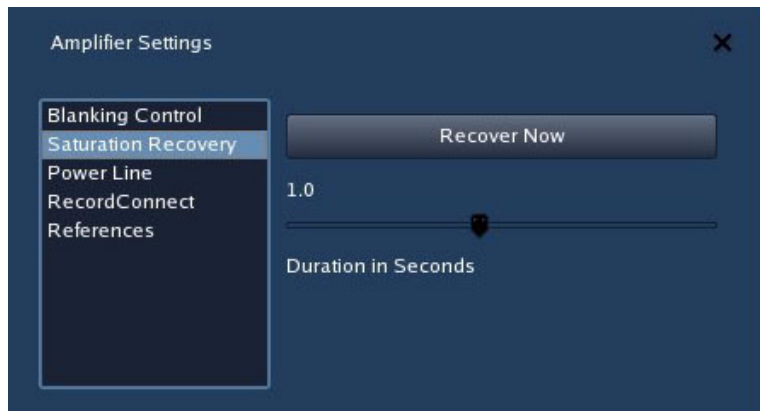 Amplifier Settings
Blanking Control
Saturation Recovery
Power Line
RecordConnect
References
Recover Now
1.0
Duration in Seconds